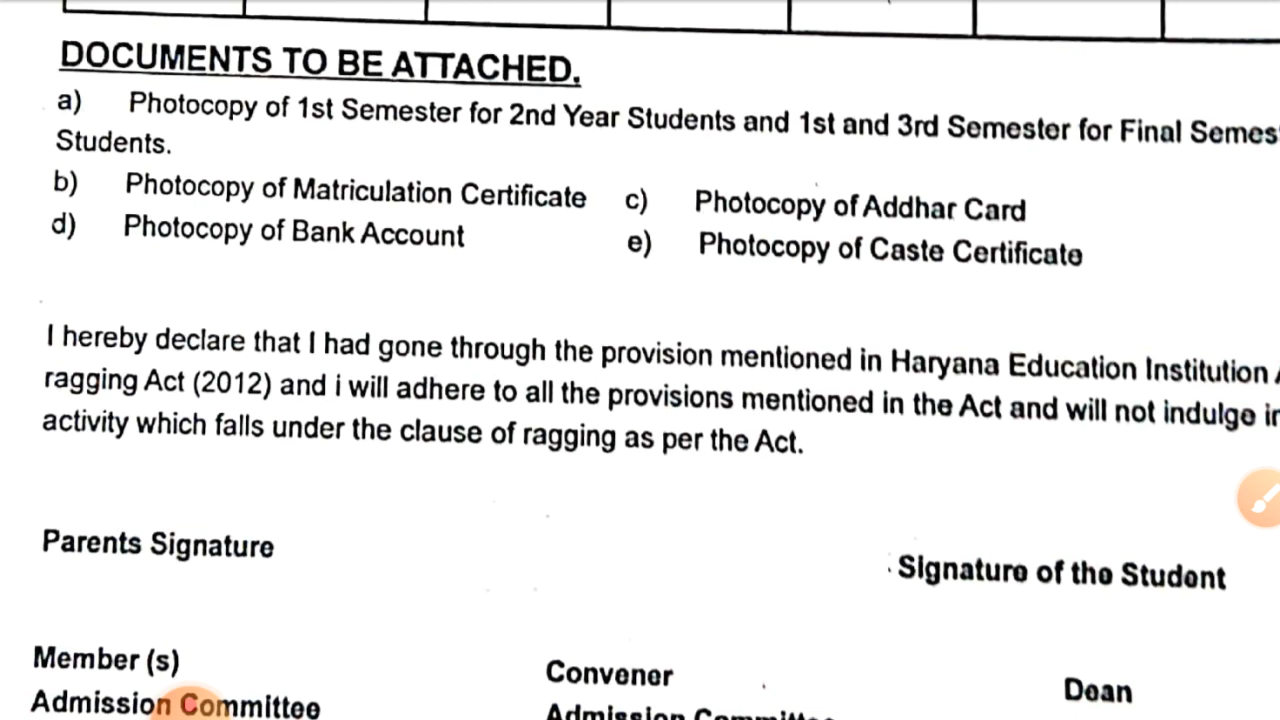 DOCUMENTS TO BE ATTACHED.
a) Photocopy of 1st Semester for 2nd Year Students and 1st and 3rd Semester for Final
Students.
b) Photocopy of Matriculation Certificate c) Photocopy of Addhar Card
d) Photocopy of Bank Account e) Photocopy of Caste Certificate
I hereby declare that I had gone through the provision mentioned in Haryana Education Institution
ragging Act (2012) and i will adhere to all the provisions mentioned in the Act and will not indulge
activity which falls under the clause of ragging as per the Act.
Parents Signature Signature of the Student
Member (s) Convener Dean
Admission Committee Admission Committee